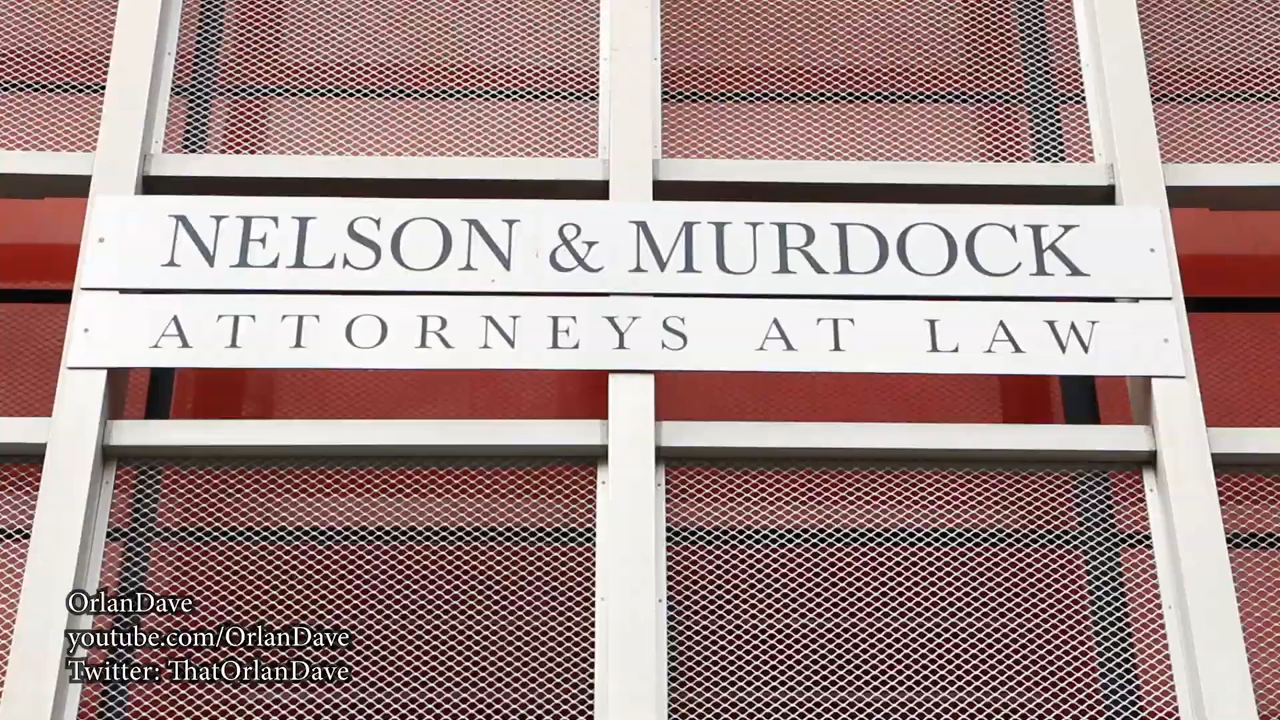 NELSON & MURDOCK
ATTORNEYS AT LAW
OrlanDave
youtube.com/OrlanDave
Twitter: ThatOrlanDave